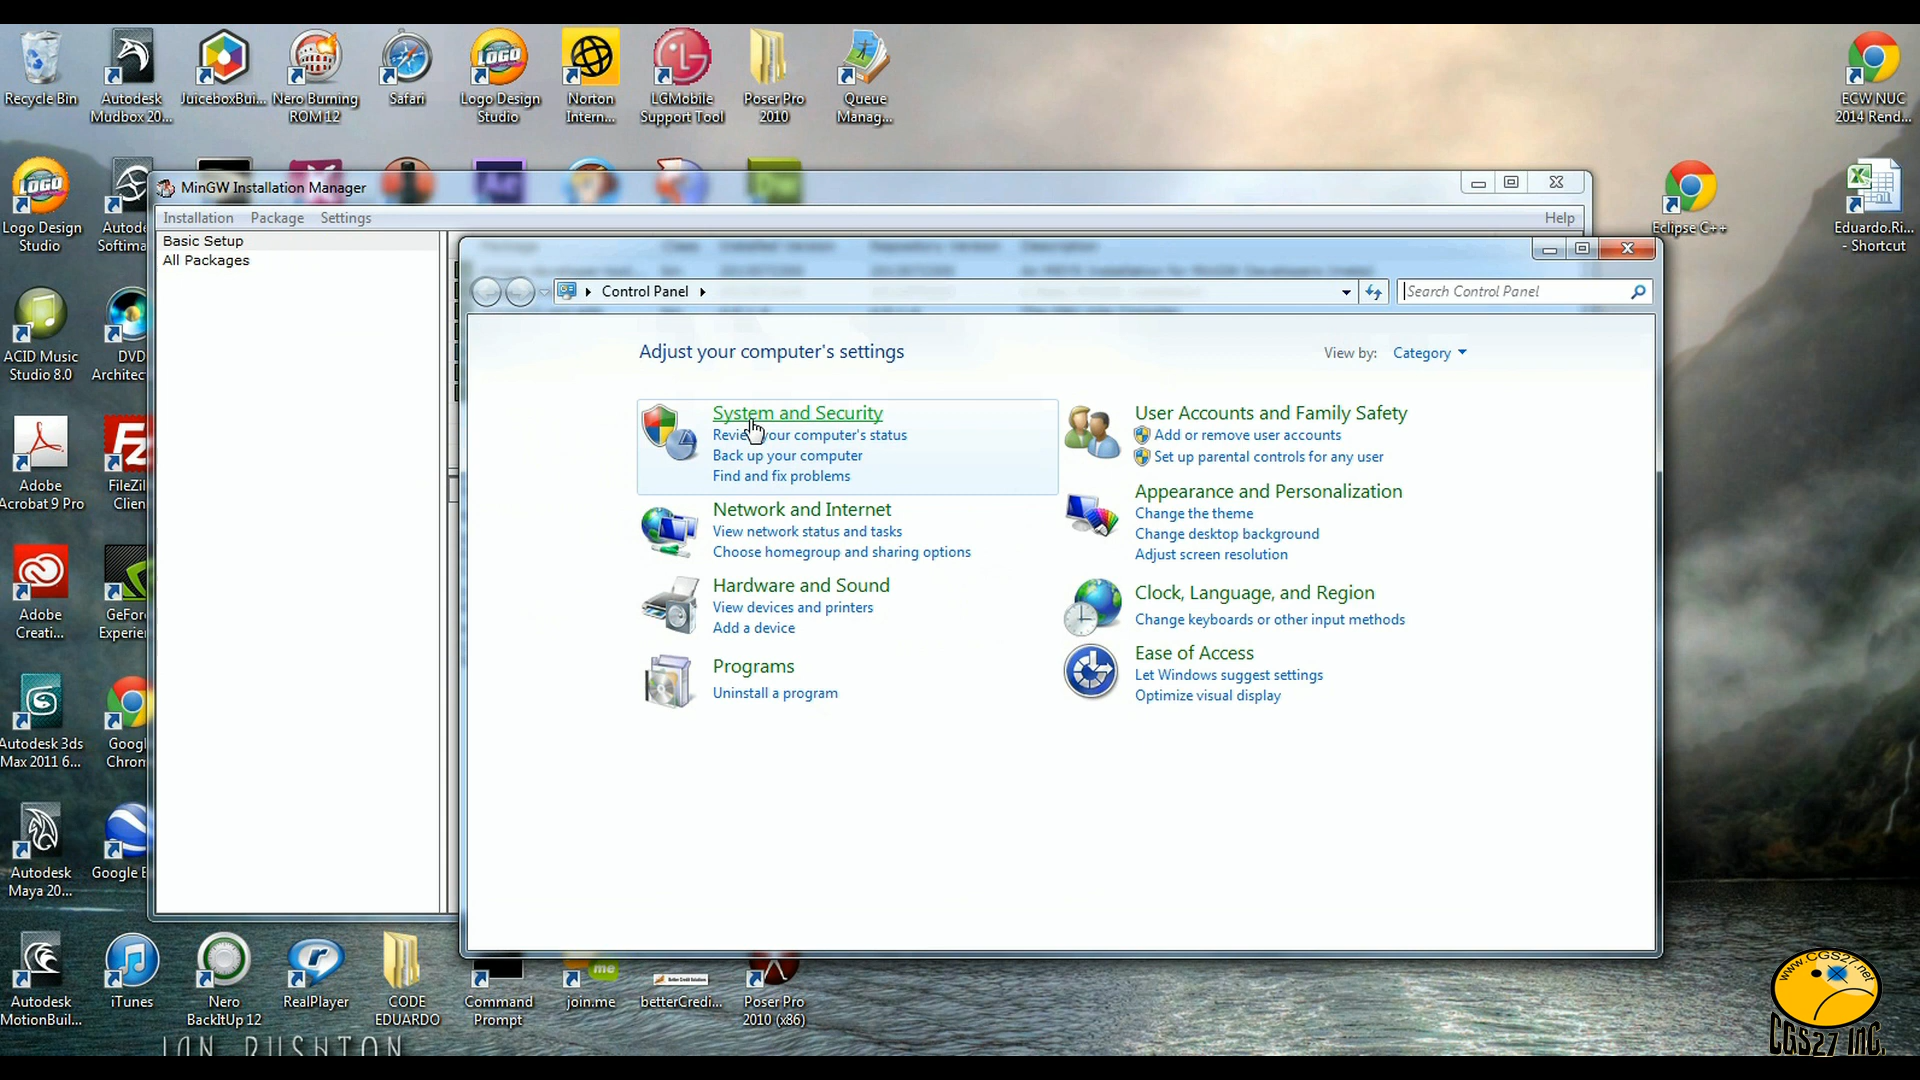 Recycle Bin
Autodesk
Mudbox 20...
JuiceboxBui...
Nero Burning
ROM 12
Safari
LOGO
Logo Design
Studio
Norton
Intern...
LGMobile
Support Tool
Poser Pro
2010
Queue
Manag...
ECW NUC
2014 Rend...
LOGO
Logo Design
Studio
Autode
Softima
Ae
Eclipse C++
Eduardo.Ri...
- Shortcut
MinGW Installation Manager
Installation Package Settings
Help
Basic Setup
All Packages
Control Panel
Search Control Panel
Adjust your computer's settings
View by: Category
System and Security
your computer's status
Back up your computer
Find and fix problems
Network and Internet
View network status and tasks
Choose homegroup and sharing options
Hardware and Sound
View devices and printers
Add a device
Programs
Uninstall a program
User Accounts and Family Safety
Add or remove user accounts
Set up parental controls for any user
Appearance and Personalization
Change the theme
Change desktop background
Adjust screen resolution
Clock, Language, and Region
Change keyboards or other input methods
Ease of Access
Let Windows suggest settings
Optimize visual display
ACID Music
Studio 8.0
DVD
Architec
Adobe
Acrobat 9 Pro
FZ
FileZil
Clien
Adobe
Creati...
GeFor
Experie
Autodesk 3ds
Max 2011 6...
Googl
Chrom
Autodesk
Maya 20...
Google E
Autodesk
MotionBuil...
iTunes
Nero
BackItUp 12
RealPlayer
CODE
EDUARDO
Command
Prompt
me
join.me
betterCredi...
Poser Pro
2010 (x86)
www.CGS27.net
CGS27 INC.